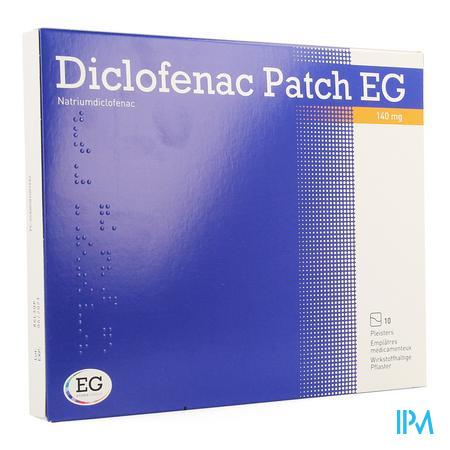 Diclofenac Patch EG
Natriumdiclofenac
140 mg
10
Pleisters
Emplâtres
médicamenteux
Wirkstoffhaltige
Pflaster
EG
IPM